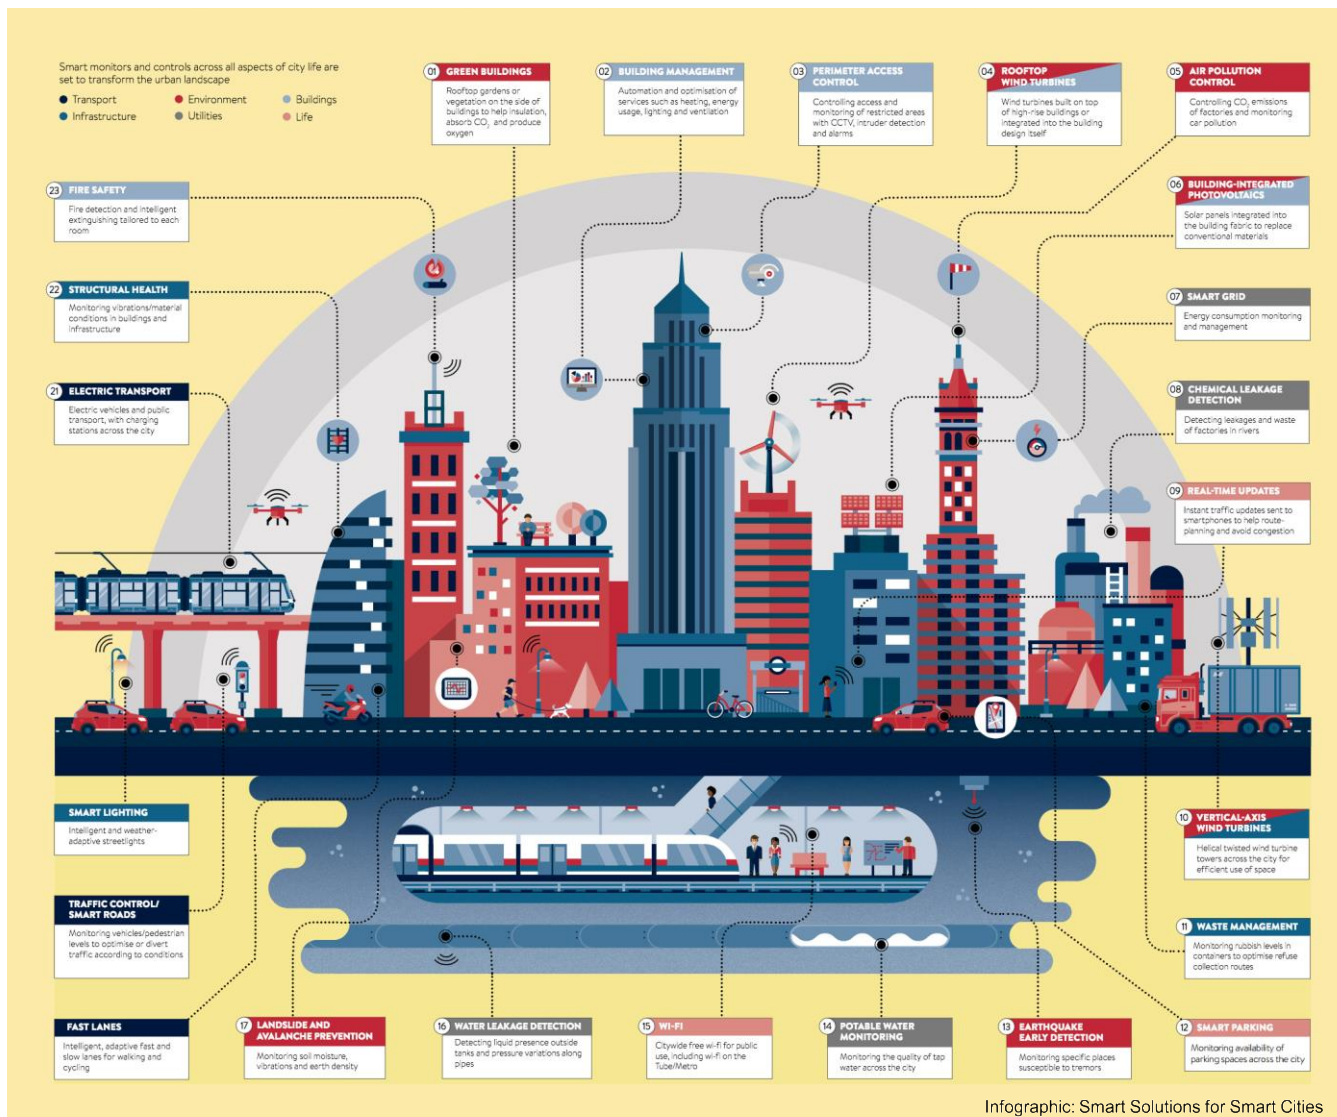 Smart monitors and controls across all aspects of city life are
set to transform the urban landscape
Transport
Environment
Buildings
Infrastructure
Utilities
Life
01 GREEN BUILDINGS
Rooftop gardens or
vegetation on the side of
buildings to help insulation,
absorb CO₂ and produce
oxygen
02 BUILDING MANAGEMENT
Automation and optimisation of
services such as heating, energy
usage, lighting and ventilation
03 PERIMETER ACCESS
CONTROL
Controlling access and
monitoring of restricted areas
with CCTV, intruder detection
and alarms
04 ROOFTOP
WIND TURBINES
Wind turbines built on top
of high-rise buildings or
integrated into the building
design itself
05 AIR POLLUTION
CONTROL
Controlling CO₂ emissions
of factories and monitoring
car pollution
06 BUILDING-INTEGRATED
PHOTOVOLTAICS
Solar panels integrated into
the building fabric to replace
conventional materials
07 SMART GRID
Energy consumption monitoring
and management
08 CHEMICAL LEAKAGE
DETECTION
Detecting leakages and waste
of factories in rivers
09 REAL-TIME UPDATES
Instant traffic updates sent to
smartphones to help route-
planning and avoid congestion
10 VERTICAL-AXIS
WIND TURBINES
Helical twisted wind turbine
towers across the city for
efficient use of space
11 WASTE MANAGEMENT
Monitoring rubbish levels in
containers to optimise refuse
collection routes
12 SMART PARKING
Monitoring availability of
parking spaces across the city
13 EARTHQUAKE
EARLY DETECTION
Monitoring specific places
susceptible to tremors
14 POTABLE WATER
MONITORING
Monitoring the quality of tap
water across the city
15 WI-FI
Citywide free wi-fi for public
use, including wi-fi on the
Tube/Metro
16 WATER LEAKAGE DETECTION
Detecting liquid presence outside
tanks and pressure variations along
pipes
17 LANDSLIDE AND
AVALANCHE PREVENTION
Monitoring soil moisture,
vibrations and earth density
FAST LANES
Intelligent, adaptive fast and
slow lanes for walking and
cycling
TRAFFIC CONTROL/
SMART ROADS
Monitoring vehicles/pedestrian
levels to optimise or divert
traffic according to conditions
SMART LIGHTING
Intelligent and weather-
adaptive streetlights
21 ELECTRIC TRANSPORT
Electric vehicles and public
transport, with charging
stations across the city
22 STRUCTURAL HEALTH
Monitoring vibrations/material
conditions in buildings and
infrastructure
23 FIRE SAFETY
Fire detection and intelligent
extinguishing tailored to each
room
Infographic: Smart Solutions for Smart Cities